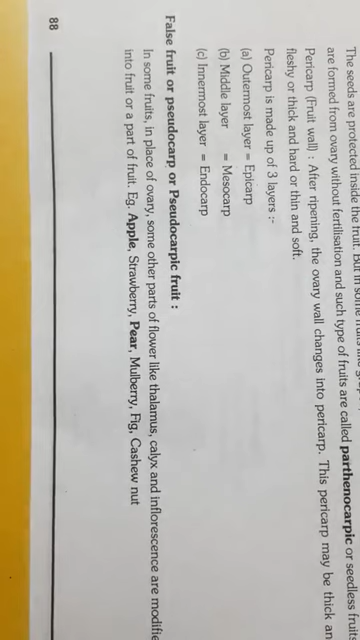 The seeds are protected inside the fruit. But in some fruits like
are formed from ovary without fertilisation and such type of fruits are called parthenocarpic or seedless fruits
Pericarp (Fruit wall) : After ripening, the ovary wall changes into pericarp. This pericarp may be thick an
fleshy or thick and hard or thin and soft.
Pericarp is made up of 3 layers :-
(a) Outermost layer = Epicarp
(b) Middle layer = Mesocarp
(c) Innermost layer = Endocarp
False fruit or pseudocarp or Pseudocarpic fruit :
In some fruits, in place of ovary, some other parts of flower like thalamus, calyx and inflorescence are modifie
into fruit or a part of fruit. Eg. Apple, Strawberry, Pear, Mulberry, Fig, Cashew nut
88